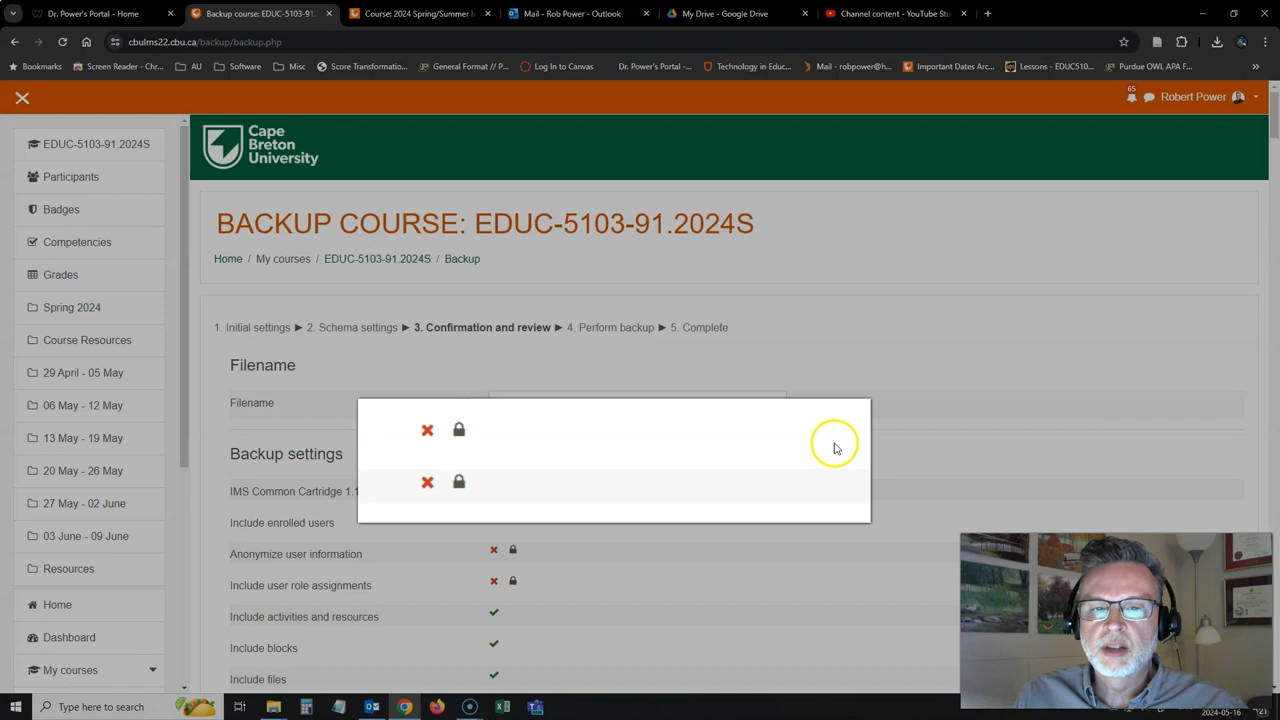 Dr. Power's Portal - Home
Backup course: EDUC-5103-91.
Course: 2024 Spring/Summer I
Mail - Rob Power - Outlook
My Drive - Google Drive
Channel content - YouTube Stu
cbulms22.cbu.ca/backup/backup.php
Bookmarks
Screen Reader - Chr...
AU
Software
Misc
Score Transformatio...
General Format // P...
Log In to Canvas
Dr. Power's Portal -...
Technology in Educ...
Mail - robpower@h...
Important Dates Arc...
Lessons - EDUC510...
Purdue OWL APA F...
65
Robert Power
Cape
Breton
University
EDUC-5103-91.2024S
Participants
Badges
Competencies
Grades
Spring 2024
Course Resources
29 April - 05 May
06 May - 12 May
13 May - 19 May
20 May - 26 May
27 May - 02 June
03 June - 09 June
Resources
Home
Dashboard
My courses
BACKUP COURSE: EDUC-5103-91.2024S
Home / My courses / EDUC-5103-91.2024S / Backup
1. Initial settings ► 2. Schema settings ► 3. Confirmation and review ► 4. Perform backup ► 5. Complete
Filename
Filename
Backup settings
IMS Common Cartridge 1.1
Include enrolled users
Anonymize user information
Include user role assignments
Include activities and resources
Include blocks
Include files
Type here to search
2024-05-16
21